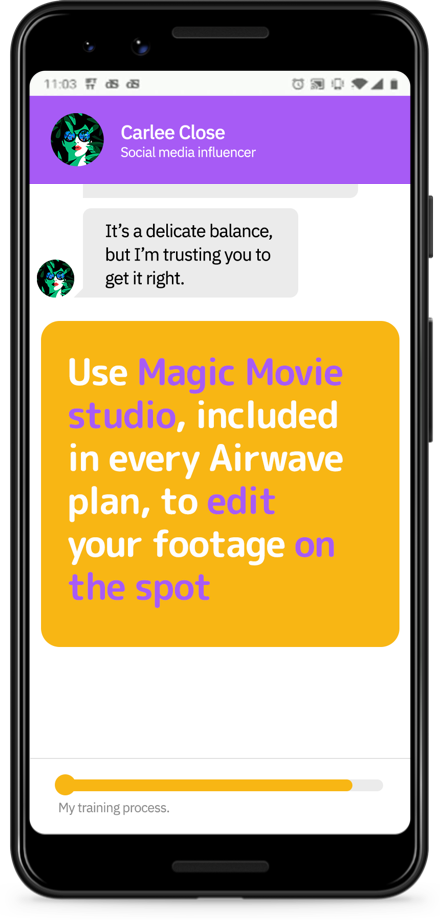 11:03
Carlee Close
Social media influencer
It's a delicate balance,
but I'm trusting you to
get it right.
Use Magic Movie
studio, included
in every Airwave
plan, to edit
your footage on
the spot
My training process.